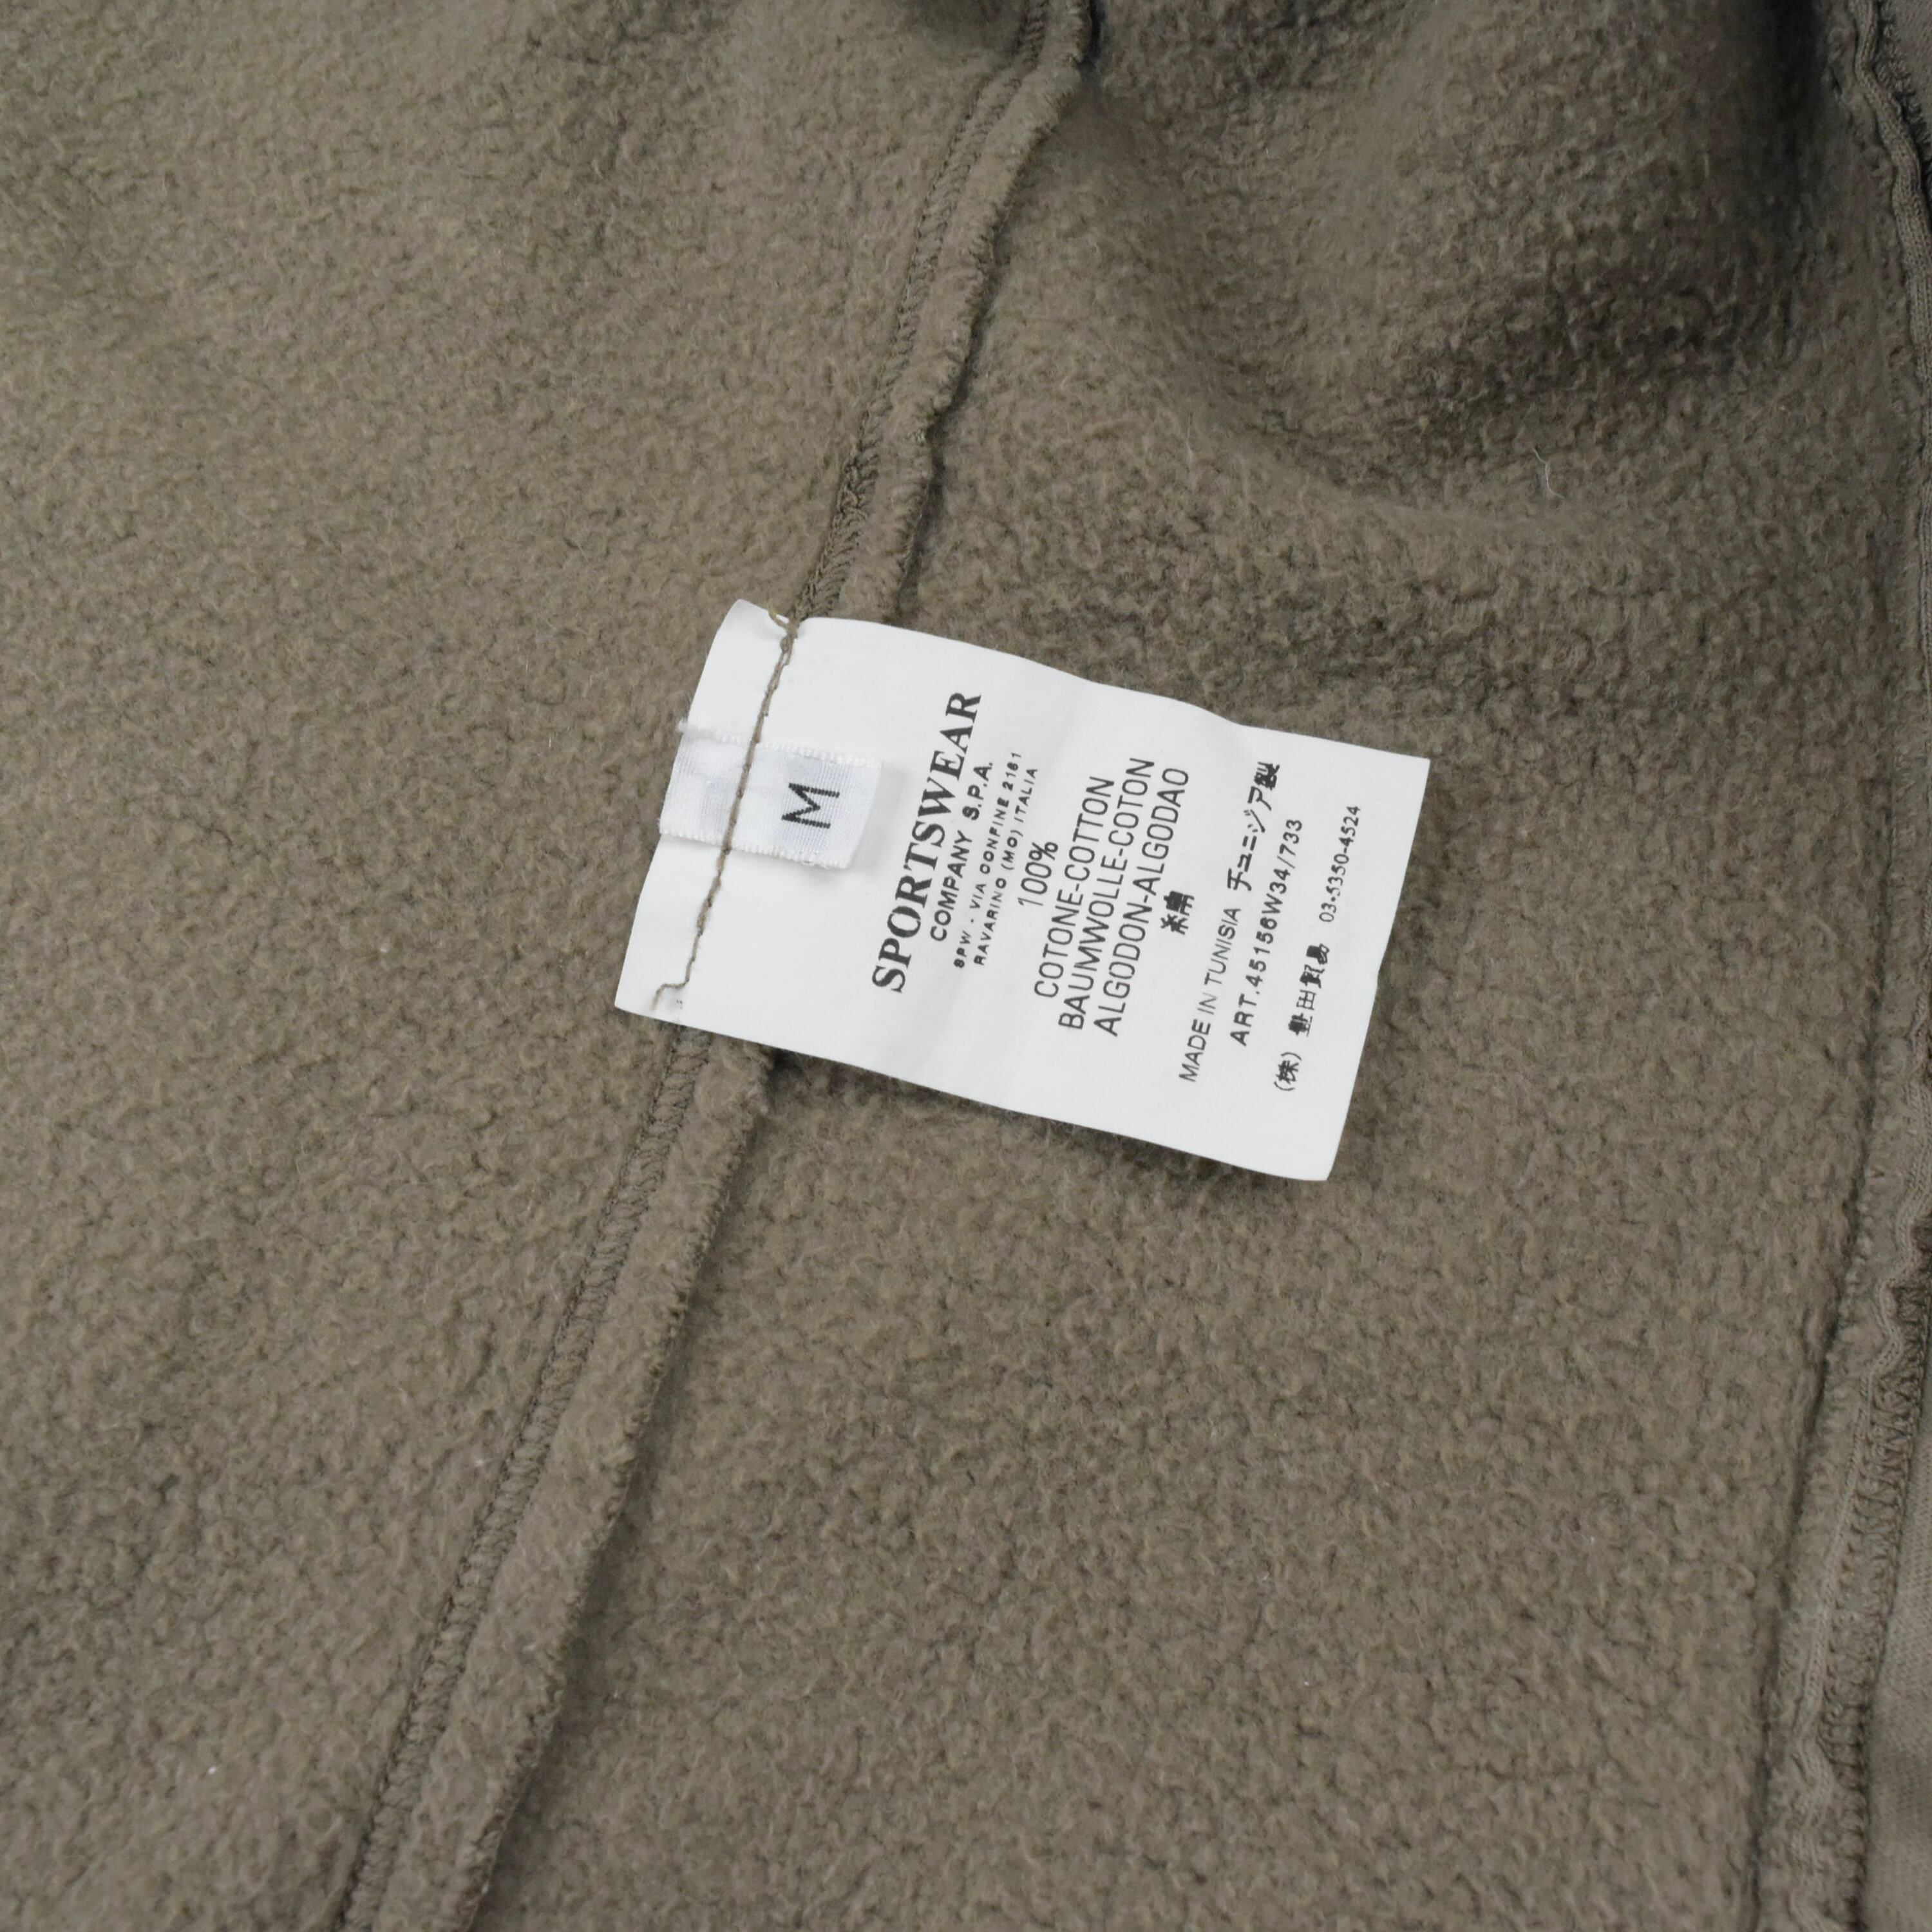 M
SPORTSWEAR
COMPANY S.P.A.
SPW - VIA CONFINE 2161
RAVARINO (MO) ITALIA
100%
COTONE-COTTON
BAUMWOLLE-COTON
ALGODON-ALGODAO
綿
MADE IN TUNISIA チュニジア製
ART.45156W34/733
(株) 豊田貿易 03-5350-4524